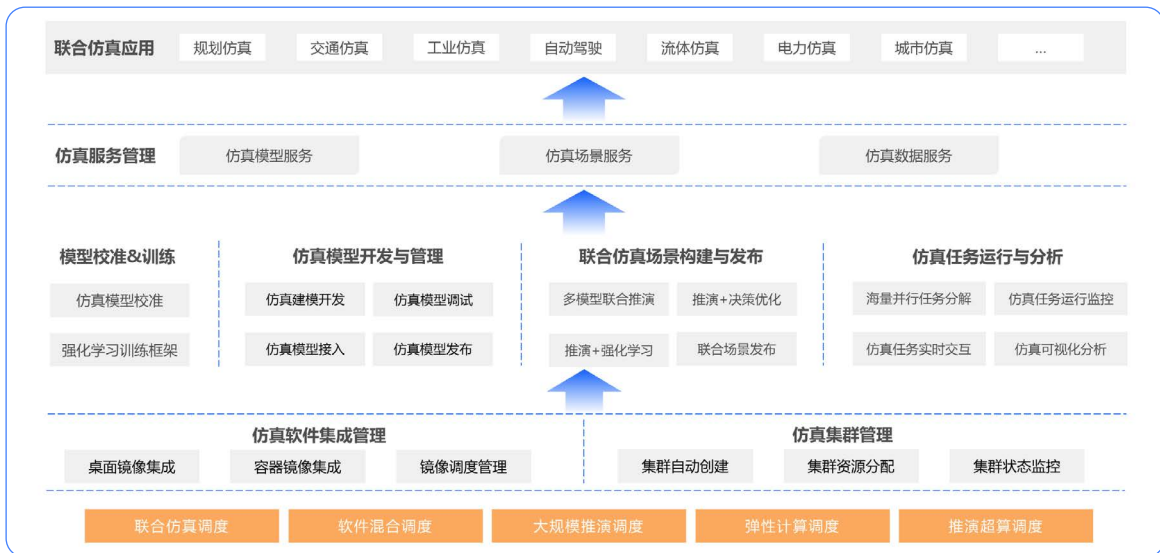 联合仿真应用 规划仿真 交通仿真 工业仿真 自动驾驶 流体仿真 电力仿真 城市仿真 ...
仿真服务管理 仿真模型服务 仿真场景服务 仿真数据服务
模型校准&训练 仿真模型开发与管理 联合仿真场景构建与发布 仿真任务运行与分析
仿真模型校准 仿真建模开发 仿真模型调试 多模型联合推演 推演+决策优化 海量并行任务分解 仿真任务运行监控
强化学习训练框架 仿真模型接入 仿真模型发布 推演+强化学习 联合场景发布 仿真任务实时交互 仿真可视化分析
仿真软件集成管理 仿真集群管理
桌面镜像集成 容器镜像集成 镜像调度管理 集群自动创建 集群资源分配 集群状态监控
联合仿真调度 软件混合调度 大规模推演调度 弹性计算调度 推演超算调度